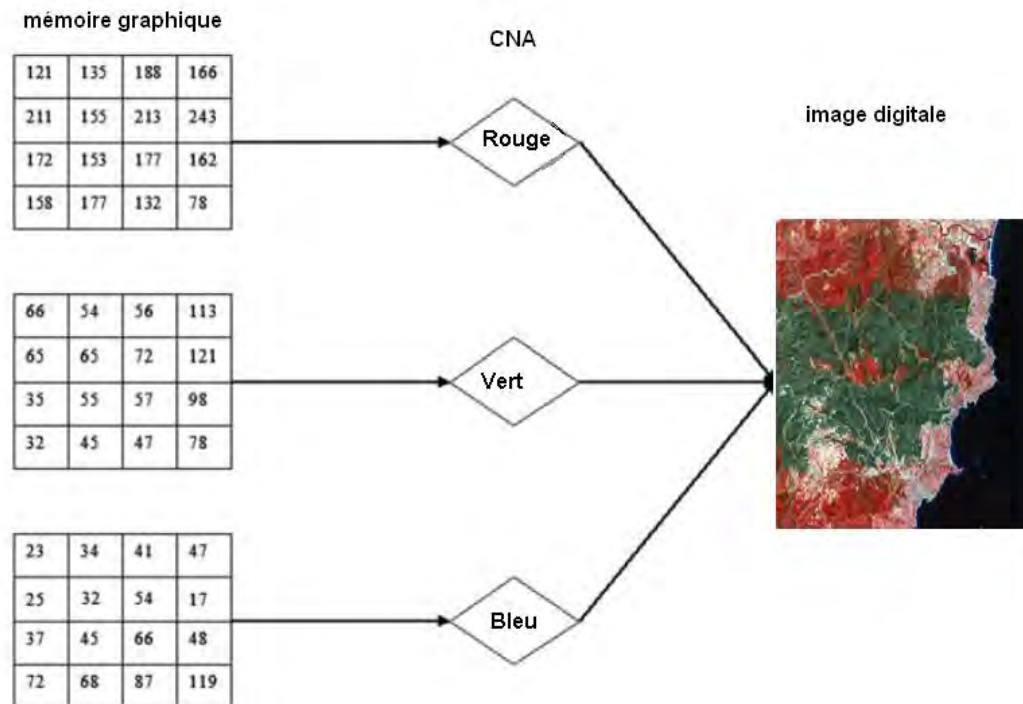 mémoire graphique
CNA
image digitale
121 135 188 166
211 155 213 243
172 153 177 162
158 177 132 78
Rouge
66 54 56 113
65 65 72 121
35 55 57 98
32 45 47 78
Vert
23 34 41 47
25 32 54 17
37 45 66 48
72 68 87 119
Bleu